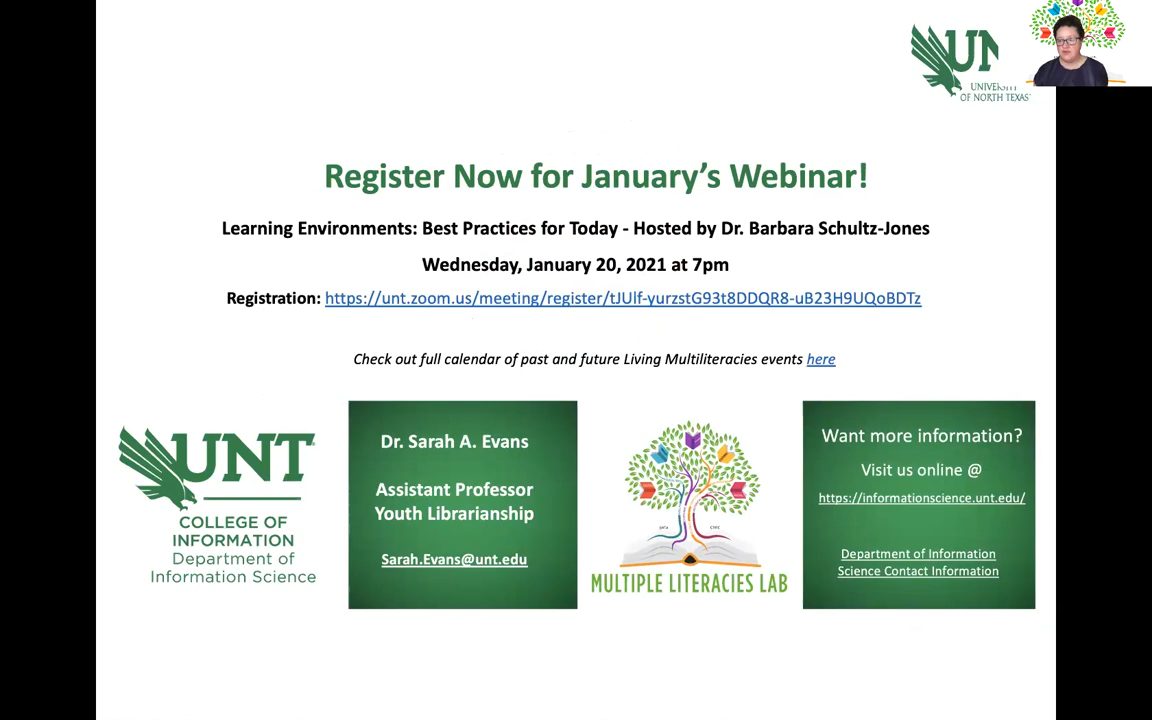 UN
UNIVERSITY
OF NORTH TEXAS
Register Now for January's Webinar!
Learning Environments: Best Practices for Today - Hosted by Dr. Barbara Schultz-Jones
Wednesday, January 20, 2021 at 7pm
Registration: https://unt.zoom.us/meeting/register/tJUlf-yurzstG93t8DDQR8-uB23H9UQoBDTz
Check out full calendar of past and future Living Multiliteracies events here
UNT
COLLEGE OF
INFORMATION
Department of
Information Science
Dr. Sarah A. Evans
Assistant Professor
Youth Librarianship
Sarah.Evans@unt.edu
MULTIPLE LITERACIES LAB
Want more information?
Visit us online @
https://informationscience.unt.edu/
Department of Information
Science Contact Information